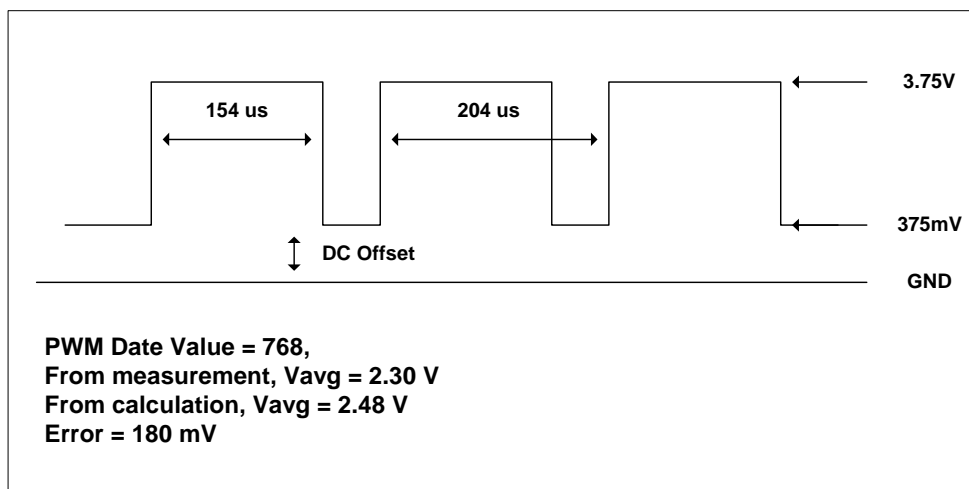 3.75V
154 us
204 us
375mV
DC Offset
GND
PWM Date Value = 768,
From measurement, Vavg = 2.30 V
From calculation, Vavg = 2.48 V
Error = 180 mV